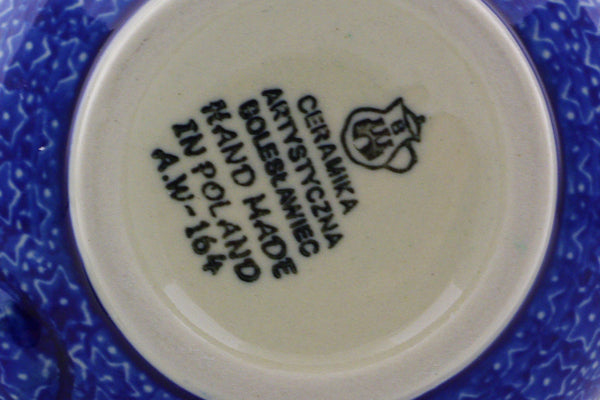 B
CERAMIKA
ARTYSTYCZNA
BOLESŁAWIEC
HAND MADE
IN POLAND
A.W-164